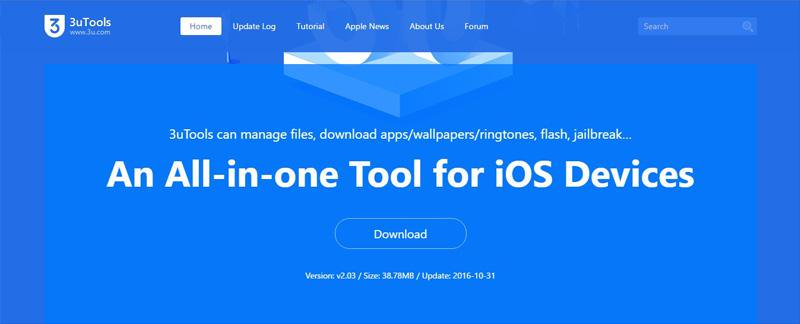 3uTools
www.3u.com
Home Update Log Tutorial Apple News About Us Forum
Search
3uTools can manage files, download apps/wallpapers/ringtones, flash, jailbreak...
An All-in-one Tool for iOS Devices
Download
Version: v2.03 / Size: 38.78MB / Update: 2016-10-31